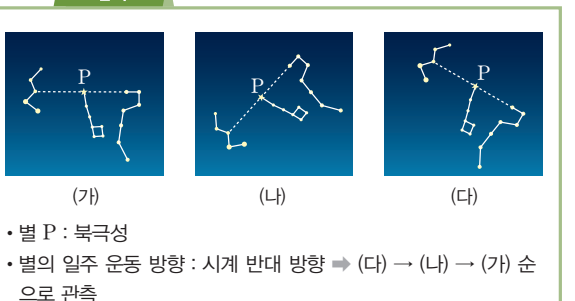 P
P
P
(가)
(나)
(다)
• 별 P : 북극성
• 별의 일주 운동 방향 : 시계 반대 방향 ➡ (다) → (나) → (가) 순
으로 관측